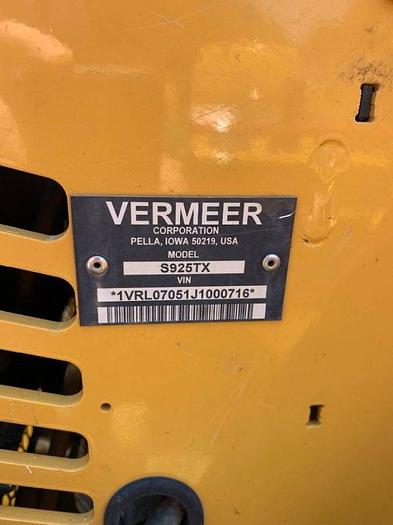 VERMEER
CORPORATION
PELLA, IOWA 50219, USA
MODEL
S925TX
VIN
*1VRL07051J1000716*